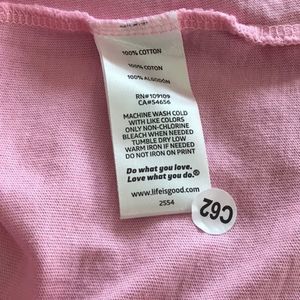 100% COTTON
100% COTON
100% ALGODÓN
RN#109109
CA#54656
MACHINE WASH COLD
WITH LIKE COLORS
ONLY NON-CHLORINE
BLEACH WHEN NEEDED
TUMBLE DRY LOW
WARM IRON IF NEEDED
DO NOT IRON ON PRINT
Do what you love.
Love what you do.®
www.lifeisgood.com
2554
C62